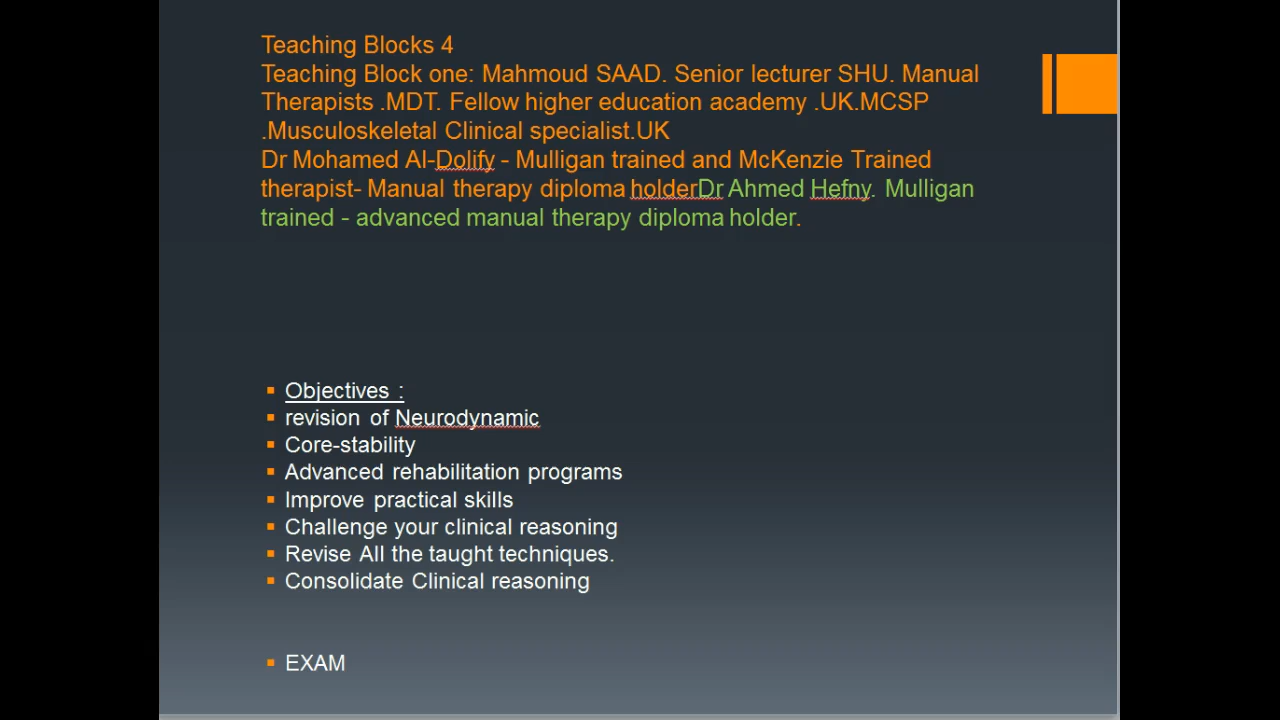 Teaching Blocks 4
Teaching Block one: Mahmoud SAAD. Senior lecturer SHU. Manual
Therapists .MDT. Fellow higher education academy .UK.MCSP
.Musculoskeletal Clinical specialist.UK
Dr Mohamed Al-Dolify - Mulligan trained and McKenzie Trained
therapist- Manual therapy diploma holderDr Ahmed Hefny. Mulligan
trained - advanced manual therapy diploma holder.
Objectives :
revision of Neurodynamic
Core-stability
Advanced rehabilitation programs
Improve practical skills
Challenge your clinical reasoning
Revise All the taught techniques.
Consolidate Clinical reasoning
EXAM